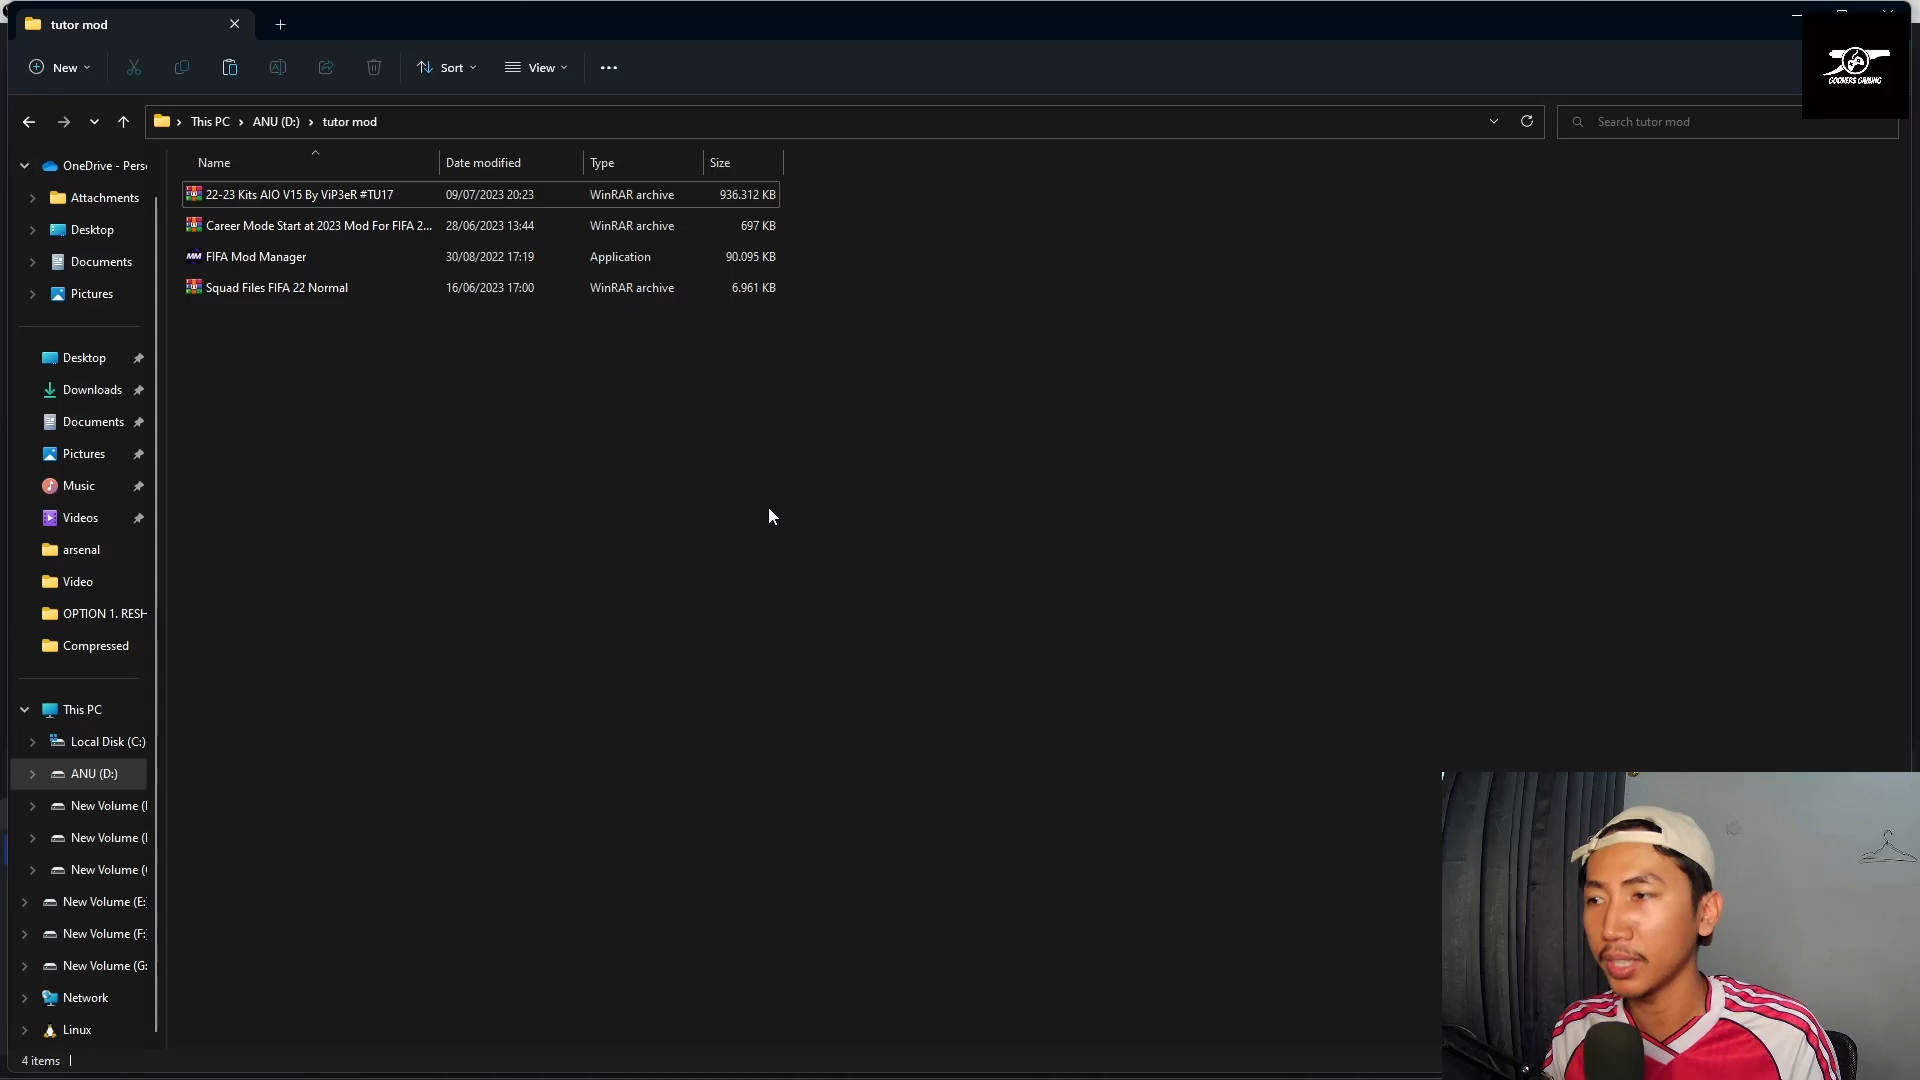 tutor mod
New
Sort
View
GOONERS GAMING
This PC > ANU (D:) > tutor mod
Search tutor mod
Name
Date modified
Type
Size
22-23 Kits AIO V15 By ViP3eR #TU17
09/07/2023 20:23
WinRAR archive
936.312 KB
Career Mode Start at 2023 Mod For FIFA 2...
28/06/2023 13:44
WinRAR archive
697 KB
MM
FIFA Mod Manager
30/08/2022 17:19
Application
90.095 KB
Squad Files FIFA 22 Normal
16/06/2023 17:00
WinRAR archive
6.961 KB
OneDrive - Pers
Attachments
Desktop
Documents
Pictures
Desktop
Downloads
Documents
Pictures
Music
Videos
arsenal
Video
OPTION 1. RESH
Compressed
This PC
Local Disk (C:)
ANU (D:)
New Volume (
New Volume (
New Volume (
New Volume (E:
New Volume (F:
New Volume (G:
Network
Linux
4 items